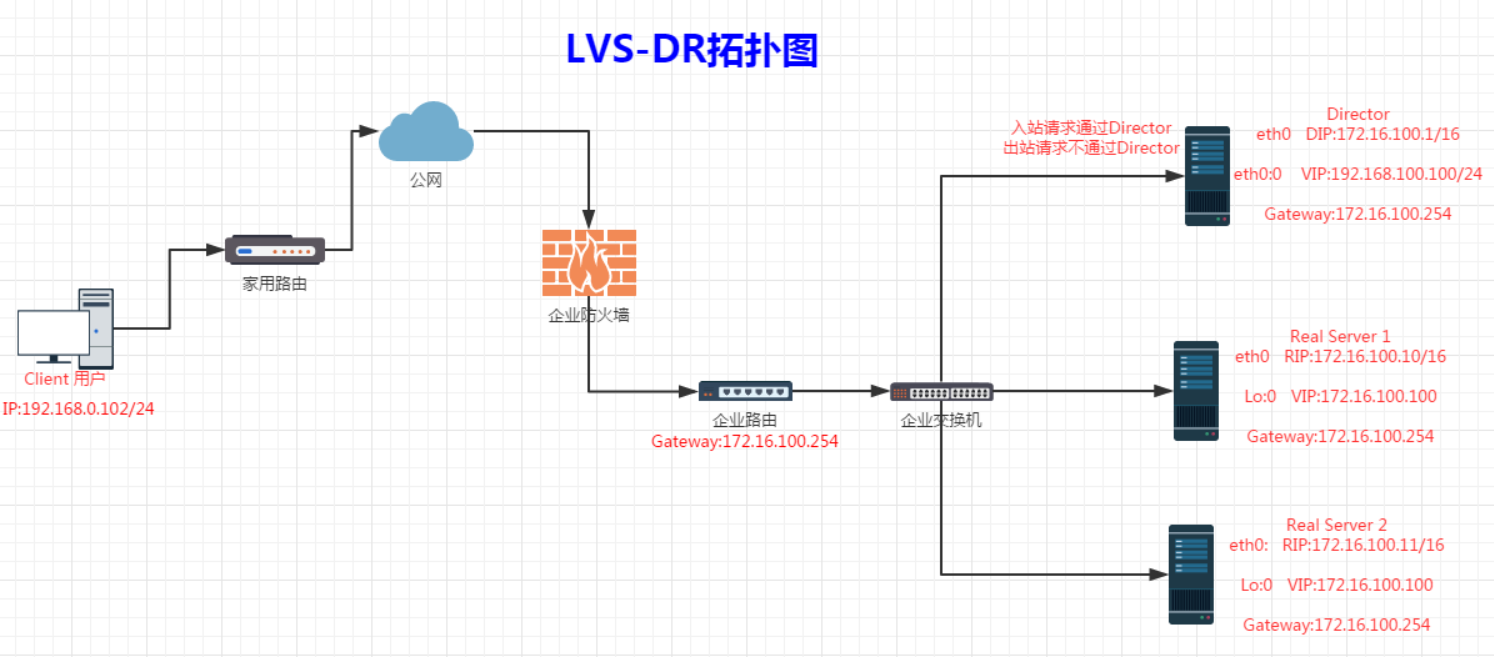 LVS-DR拓扑图
公网
家用路由
Client 用户
IP:192.168.0.102/24
企业防火墙
企业路由
Gateway:172.16.100.254
企业交换机
入站请求通过Director
出站请求不通过Director
Director
eth0 DIP:172.16.100.1/16
eth0:0 VIP:192.168.100.100/24
Gateway:172.16.100.254
Real Server 1
eth0 RIP:172.16.100.10/16
Lo:0 VIP:172.16.100.100
Gateway:172.16.100.254
Real Server 2
eth0: RIP:172.16.100.11/16
Lo:0 VIP:172.16.100.100
Gateway:172.16.100.254